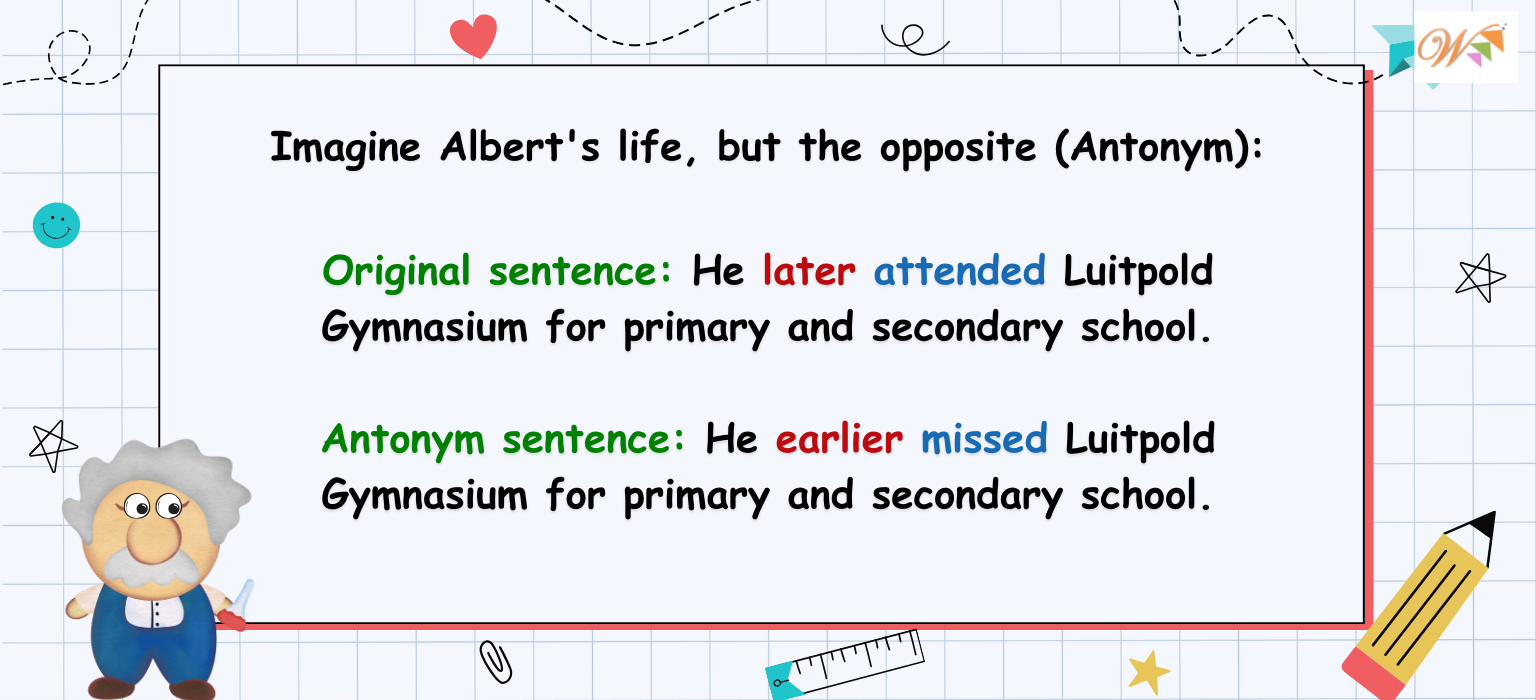 Imagine Albert's life, but the opposite (Antonym):
Original sentence: He later attended Luitpold
Gymnasium for primary and secondary school.
Antonym sentence: He earlier missed Luitpold
Gymnasium for primary and secondary school.
W